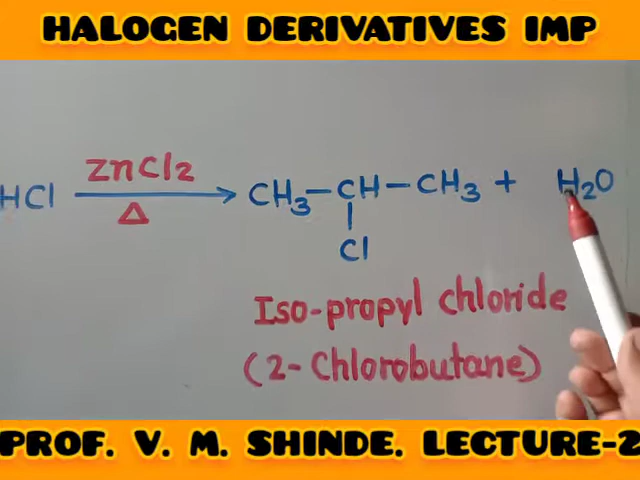 HALOGEN DERIVATIVES IMP
ZnCl2
HCl → CH3-CH-CH3 + H2O
Δ
Cl
Iso-propyl chloride
(2-Chlorobutane)
PROF. V. M. SHINDE. LECTURE-2